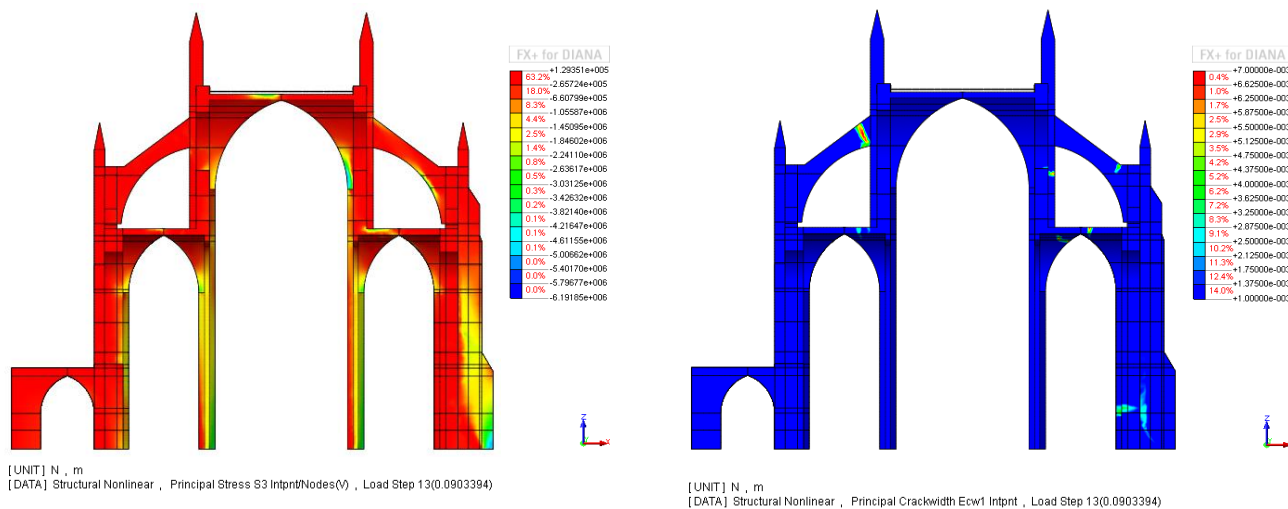 FX+ for DIANA
+1.29351e+005
63.2%
-2.65724e+005
18.0%
-6.60799e+005
8.3%
-1.05587e+006
4.4%
-1.45095e+006
2.5%
-1.84602e+006
1.4%
-2.24110e+006
0.8%
-2.63617e+006
0.5%
-3.03125e+006
0.3%
-3.42632e+006
0.2%
-3.82140e+006
0.1%
-4.21647e+006
0.1%
-4.61155e+006
0.1%
-5.00662e+006
0.0%
-5.40170e+006
0.0%
-5.79677e+006
0.0%
-6.19185e+006
Z
Y
X
[UNIT] N , m
[DATA] Structural Nonlinear , Principal Stress S3 Intpnt/Nodes(V) , Load Step 13(0.0903394)
FX+ for DIANA
+7.00000e-003
0.4%
+6.62500e-003
1.0%
+6.25000e-003
1.7%
+5.87500e-003
2.5%
+5.50000e-003
2.9%
+5.12500e-003
3.5%
+4.75000e-003
4.2%
+4.37500e-003
5.2%
+4.00000e-003
6.2%
+3.62500e-003
7.2%
+3.25000e-003
8.3%
+2.87500e-003
9.1%
+2.50000e-003
10.2%
+2.12500e-003
11.3%
+1.75000e-003
12.4%
+1.37500e-003
14.0%
+1.00000e-003
Z
[UNIT] N , m
[DATA] Structural Nonlinear , Principal Crackwidth Ecw1 Intpnt , Load Step 13(0.0903394)